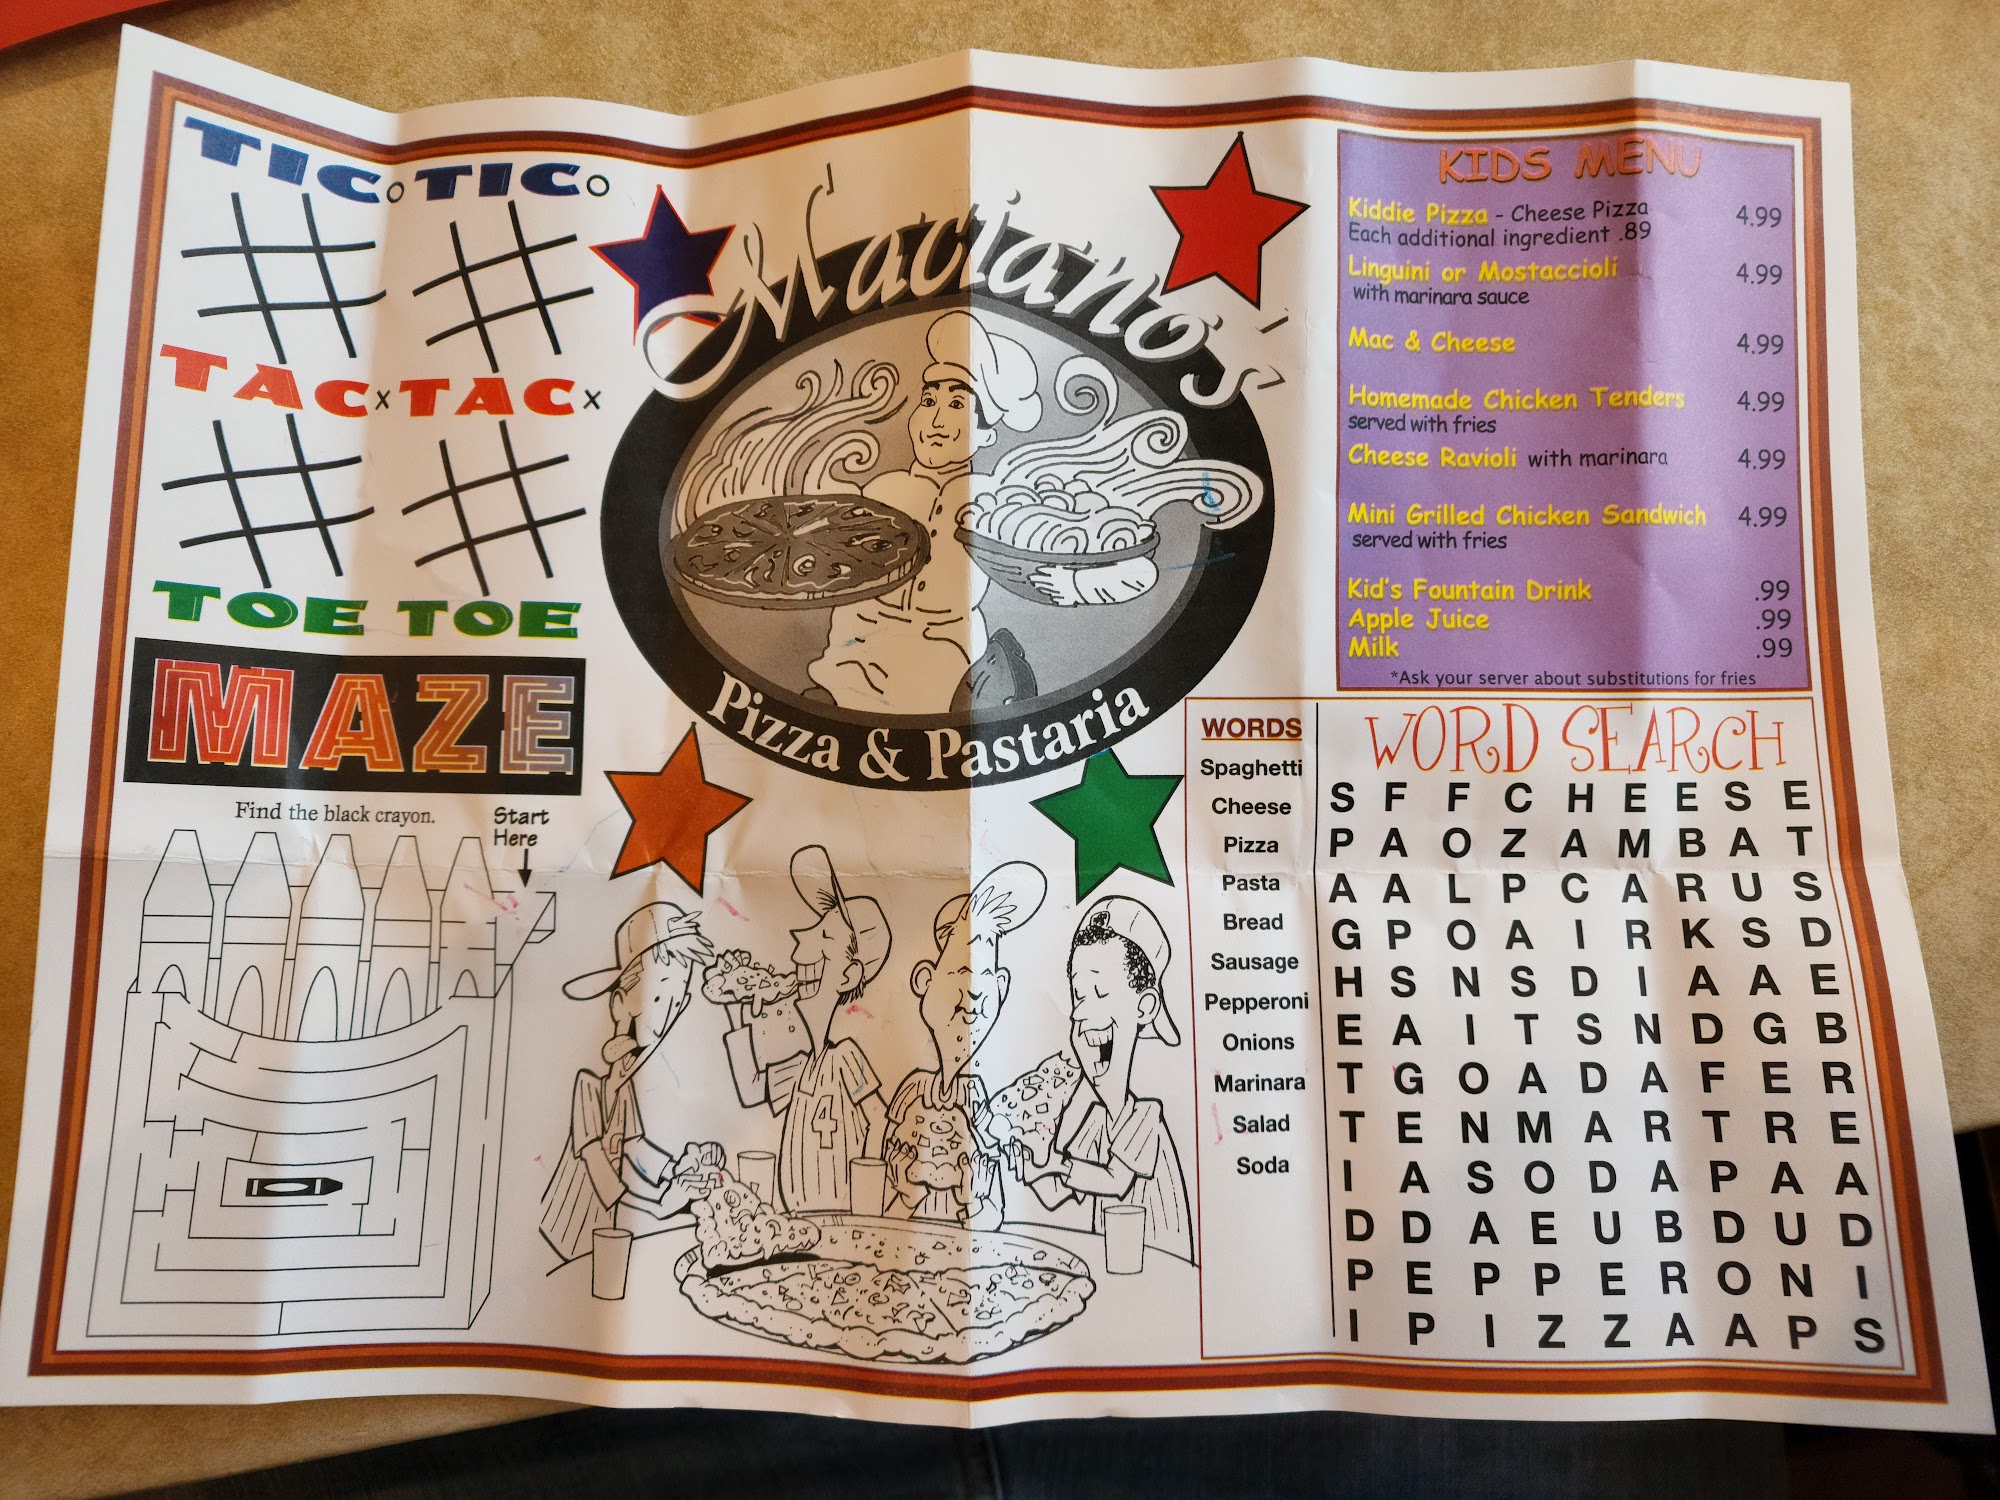 TIC o TIC o
TAC x TAC x
TOE TOE
MAZE
Find the black crayon.
Start
Here
Maciano's
Pizza & Pastaria
4
KIDS MENU
Kiddie Pizza - Cheese Pizza 4.99
Each additional ingredient .89
Linguini or Mostaccioli 4.99
with marinara sauce
Mac & Cheese 4.99
Homemade Chicken Tenders 4.99
served with fries
Cheese Ravioli with marinara 4.99
Mini Grilled Chicken Sandwich 4.99
served with fries
Kid's Fountain Drink .99
Apple Juice .99
Milk .99
*Ask your server about substitutions for fries
WORDS
Spaghetti
Cheese
Pizza
Pasta
Bread
Sausage
Pepperoni
Onions
Marinara
Salad
Soda
WORD SEARCH
S F F C H E E S E
P A O Z A M B A T
A A L P C A R U S
G P O A I R K S D
H S N S D I A A E
E A I T S N D G B
T G O A D A F E R
T E N M A R T R E
I A S O D A P A A
D D A E U B D U D
P E P P E R O N I
I P I Z Z A A P S